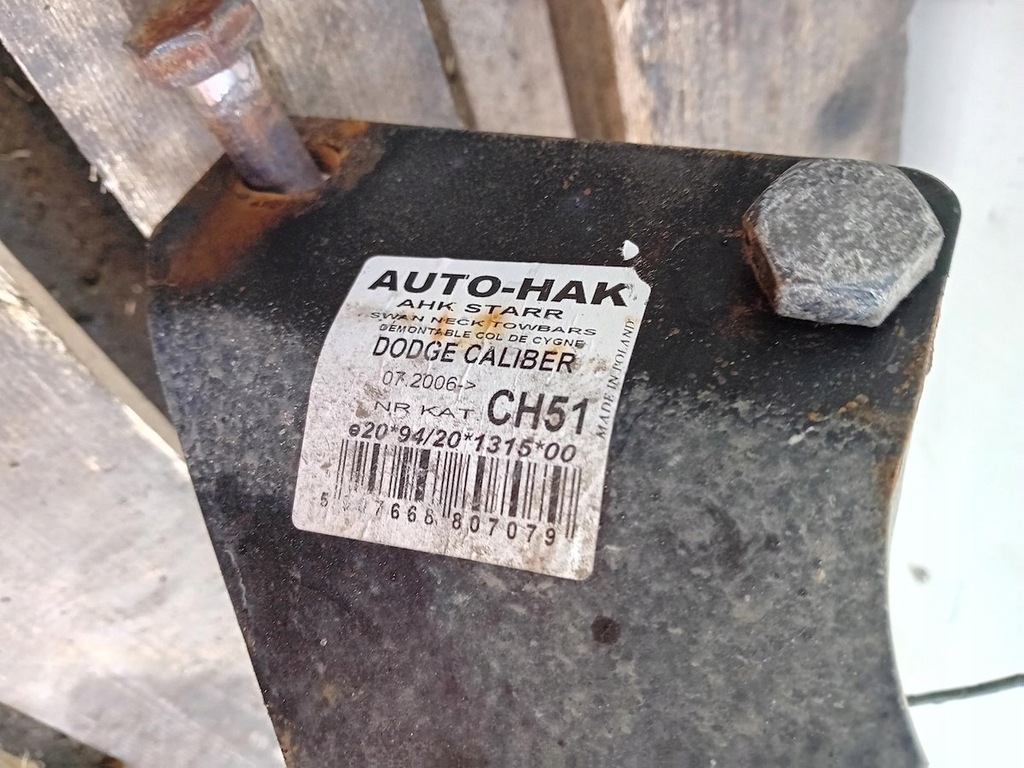 AUTO-HAK
AHK STARR
SWAN NECK TOWBARS
DEMONTABLE COL DE CYGNE
DODGE CALIBER
07.2006->
NR KAT. CH51
e20*94/20*1315*00
807079
MADE IN POLAND